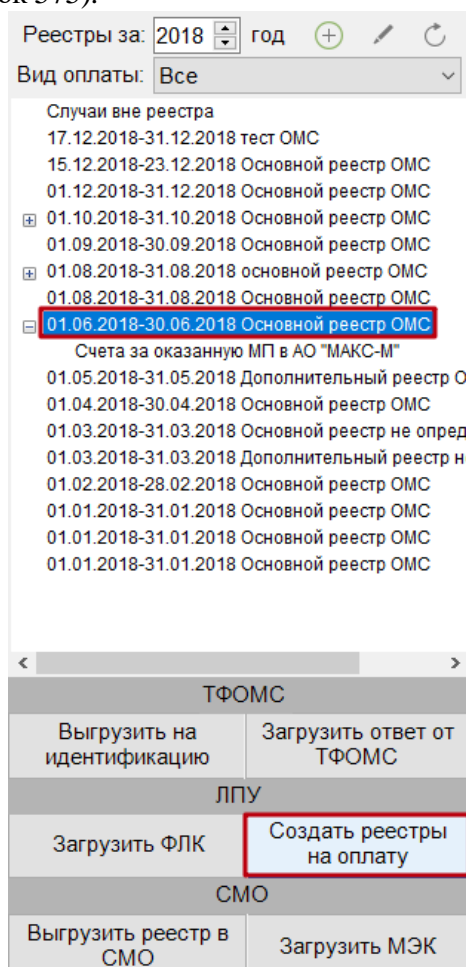 Реестры за: 2018 год
Вид оплаты: Все
Случаи вне реестра
17.12.2018-31.12.2018 тест ОМС
15.12.2018-23.12.2018 Основной реестр ОМС
01.12.2018-31.12.2018 Основной реестр ОМС
01.10.2018-31.10.2018 Основной реестр ОМС
01.09.2018-30.09.2018 Основной реестр ОМС
01.08.2018-31.08.2018 основной реестр ОМС
01.08.2018-31.08.2018 Основной реестр ОМС
01.06.2018-30.06.2018 Основной реестр ОМС
Счета за оказанную МП в АО "МАКС-М"
01.05.2018-31.05.2018 Дополнительный реестр О
01.04.2018-30.04.2018 Основной реестр ОМС
01.03.2018-31.03.2018 Основной реестр не опред
01.03.2018-31.03.2018 Дополнительный реестр н
01.02.2018-28.02.2018 Основной реестр ОМС
01.01.2018-31.01.2018 Основной реестр ОМС
01.01.2018-31.01.2018 Основной реестр ОМС
01.01.2018-31.01.2018 Основной реестр ОМС
ТФОМС
Выгрузить на идентификацию
Загрузить ответ от ТФОМС
ЛПУ
Загрузить ФЛК
Создать реестры на оплату
СМО
Выгрузить реестр в СМО
Загрузить МЭК